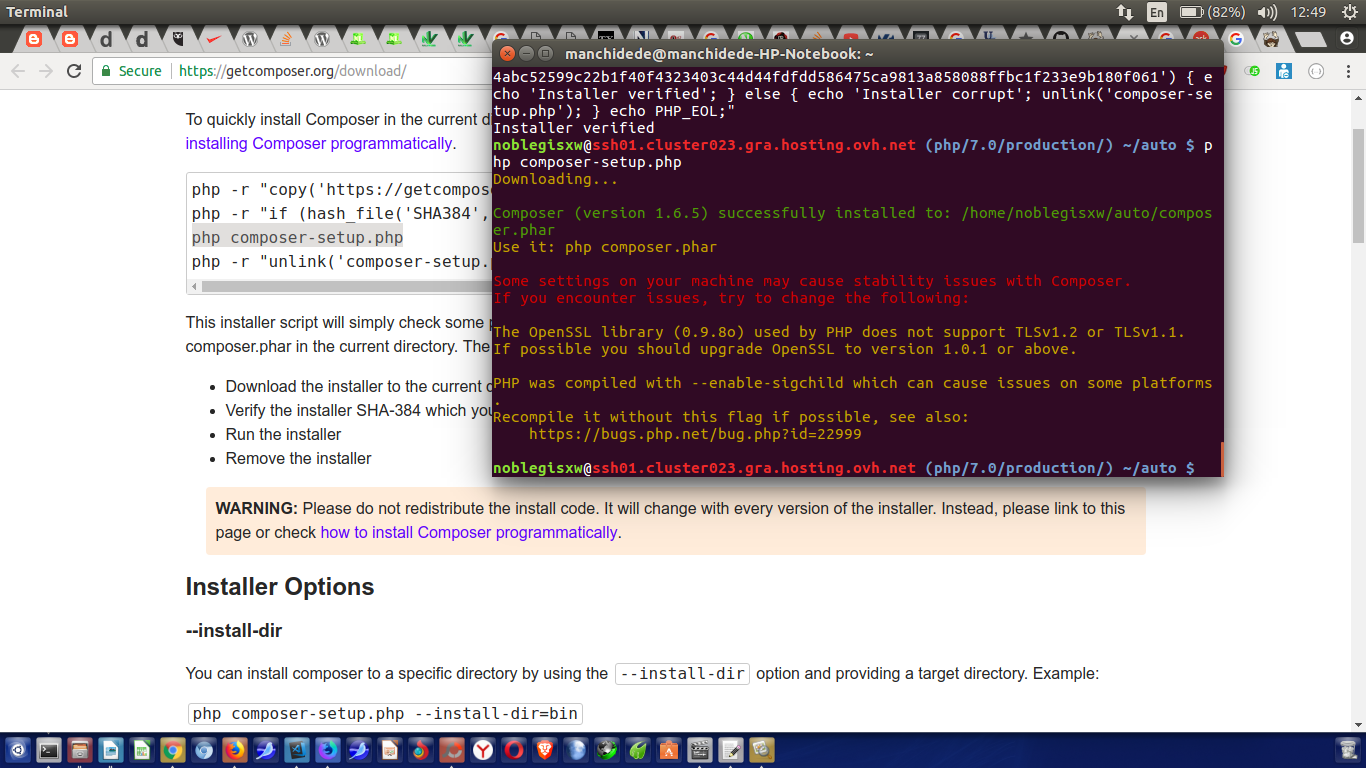 Terminal
En
(82%)
12:49
Secure
https://getcomposer.org/download/
manchidede@manchidede-HP-Notebook: ~
To quickly install Composer in the current d
installing Composer programmatically.
php -r "copy('https://getcompos
php -r "if (hash_file('SHA384',
php composer-setup.php
php -r "unlink('composer-setup.
This installer script will simply check some
composer.phar in the current directory. The
Download the installer to the current
Verify the installer SHA-384 which you
Run the installer
Remove the installer
4abc52599c22b1f40f4323403c44d44fdfdd586475ca9813a858088ffbc1f233e9b180f061') { e
cho 'Installer verified'; } else { echo 'Installer corrupt'; unlink('composer-se
tup.php'); } echo PHP_EOL;"
Installer verified
noblegisxw@ssh01.cluster023.gra.hosting.ovh.net (php/7.0/production/) ~/auto $ p
hp composer-setup.php
Downloading...
Composer (version 1.6.5) successfully installed to: /home/noblegisxw/auto/compos
er.phar
Use it: php composer.phar
Some settings on your machine may cause stability issues with Composer.
If you encounter issues, try to change the following:
The OpenSSL library (0.9.8o) used by PHP does not support TLSv1.2 or TLSv1.1.
If possible you should upgrade OpenSSL to version 1.0.1 or above.
PHP was compiled with --enable-sigchild which can cause issues on some platforms
.
Recompile it without this flag if possible, see also:
https://bugs.php.net/bug.php?id=22999
noblegisxw@ssh01.cluster023.gra.hosting.ovh.net (php/7.0/production/) ~/auto $
WARNING: Please do not redistribute the install code. It will change with every version of the installer. Instead, please link to this
page or check how to install Composer programmatically.
Installer Options
--install-dir
You can install composer to a specific directory by using the --install-dir option and providing a target directory. Example:
php composer-setup.php --install-dir=bin